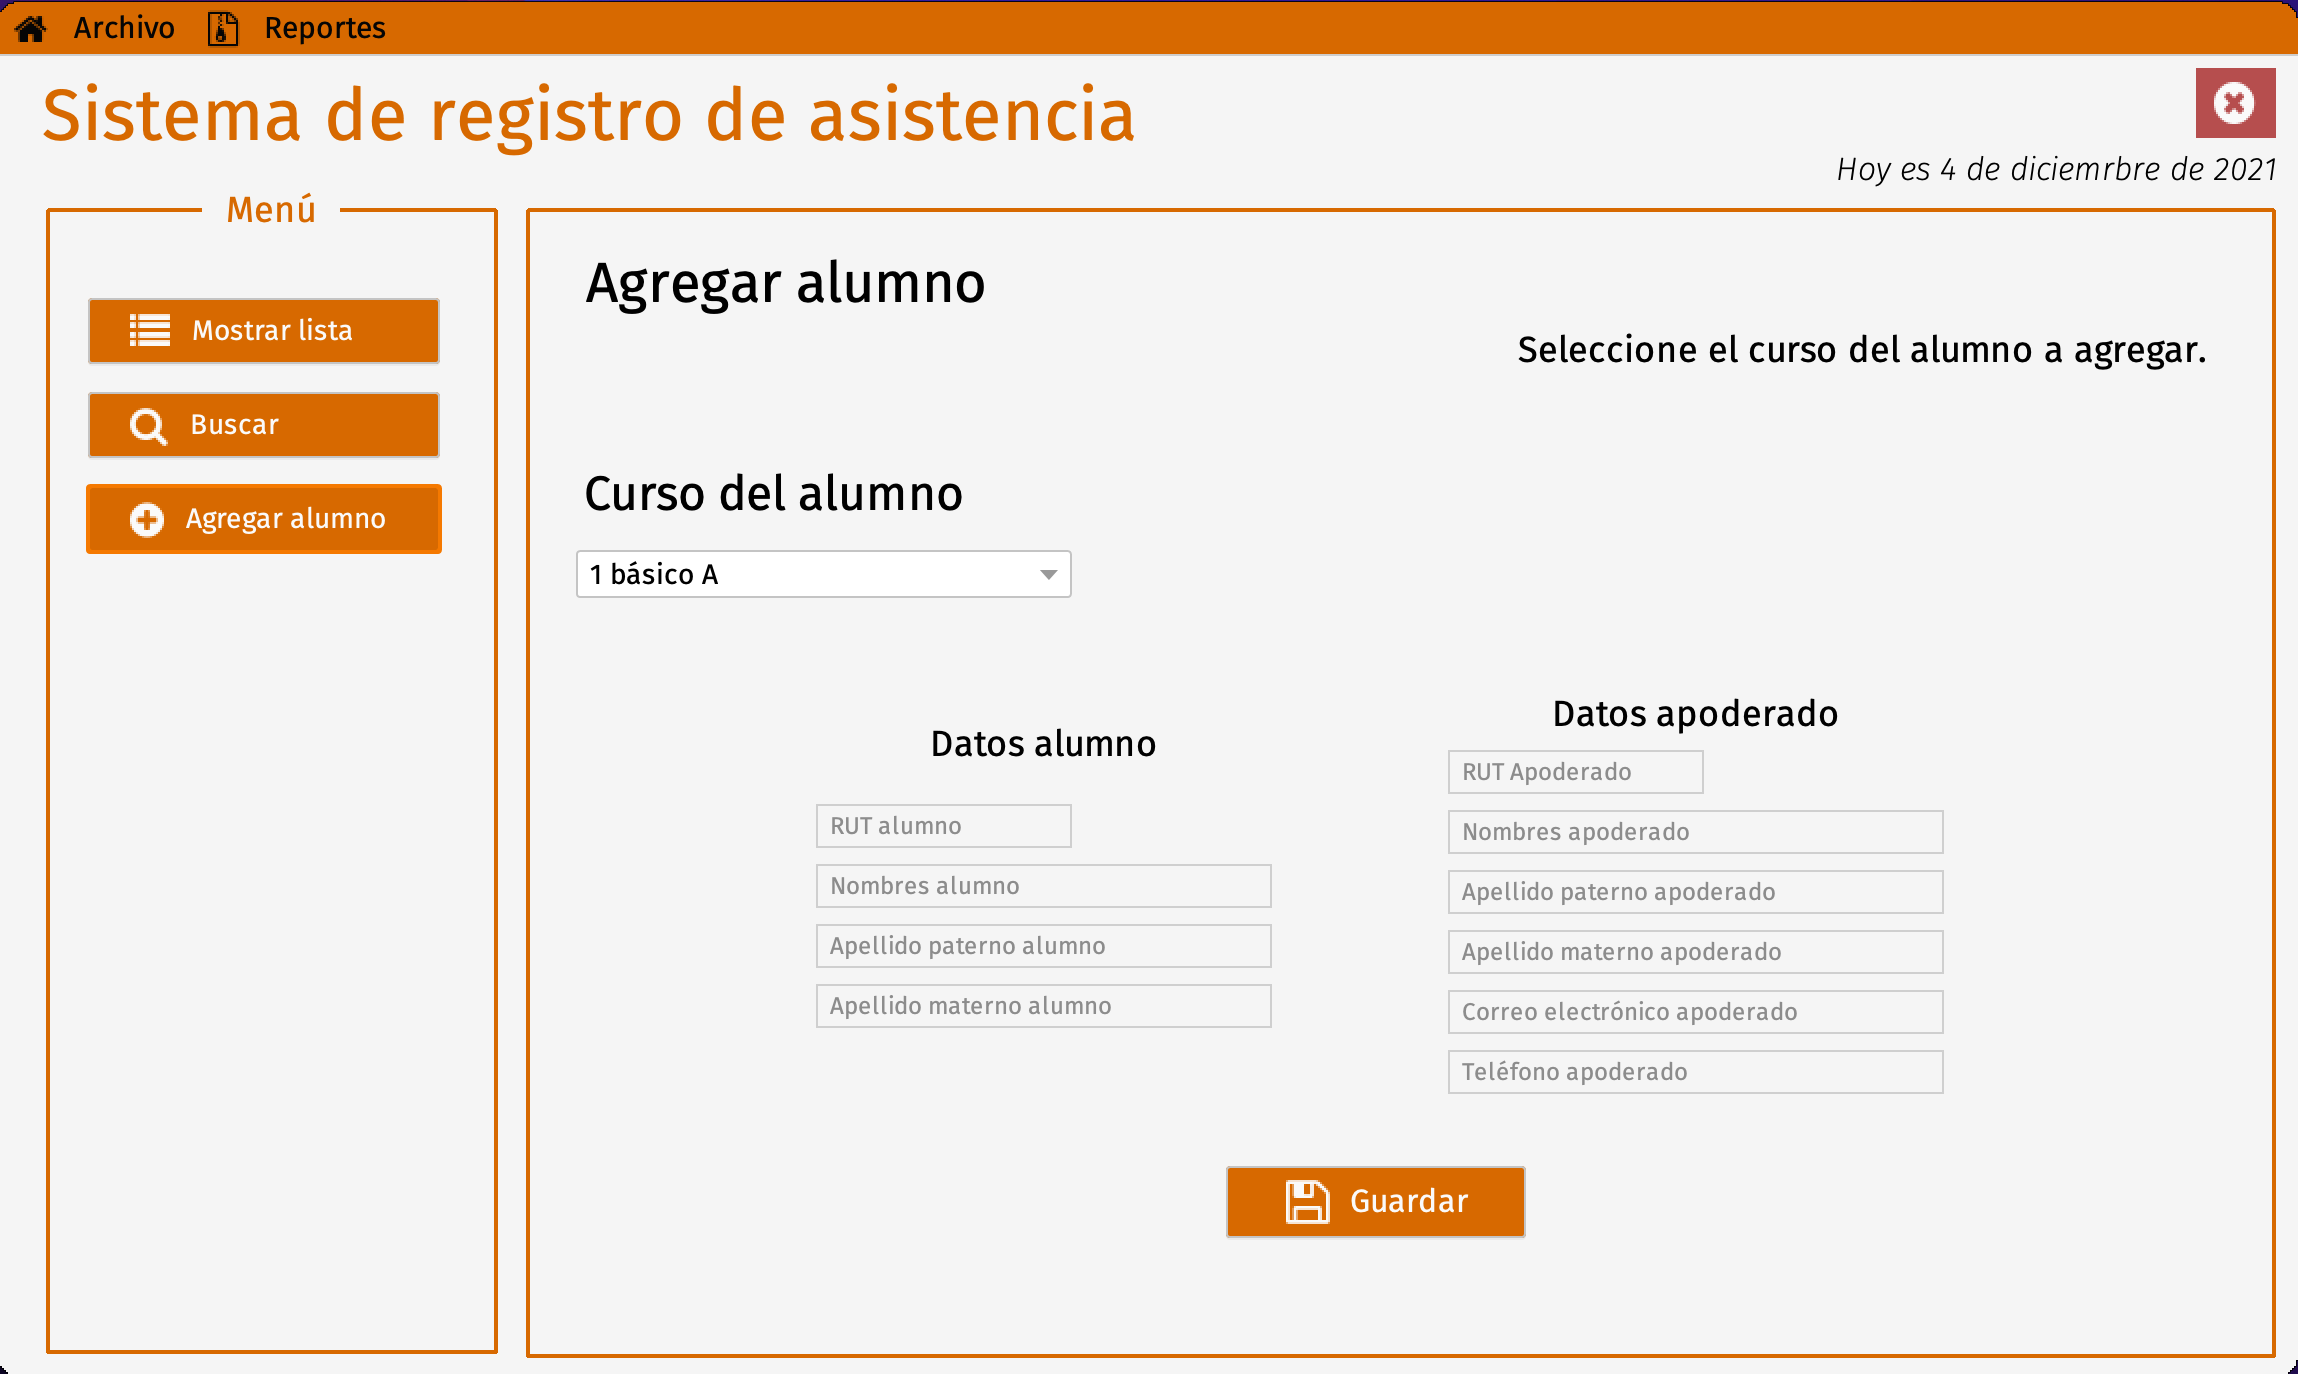 Archivo Reportes
Sistema de registro de asistencia
Hoy es 4 de diciemrbre de 2021
Menú
Mostrar lista
Buscar
Agregar alumno
Agregar alumno
Seleccione el curso del alumno a agregar.
Curso del alumno
1 básico A
Datos alumno
RUT alumno
Nombres alumno
Apellido paterno alumno
Apellido materno alumno
Datos apoderado
RUT Apoderado
Nombres apoderado
Apellido paterno apoderado
Apellido materno apoderado
Correo electrónico apoderado
Teléfono apoderado
Guardar